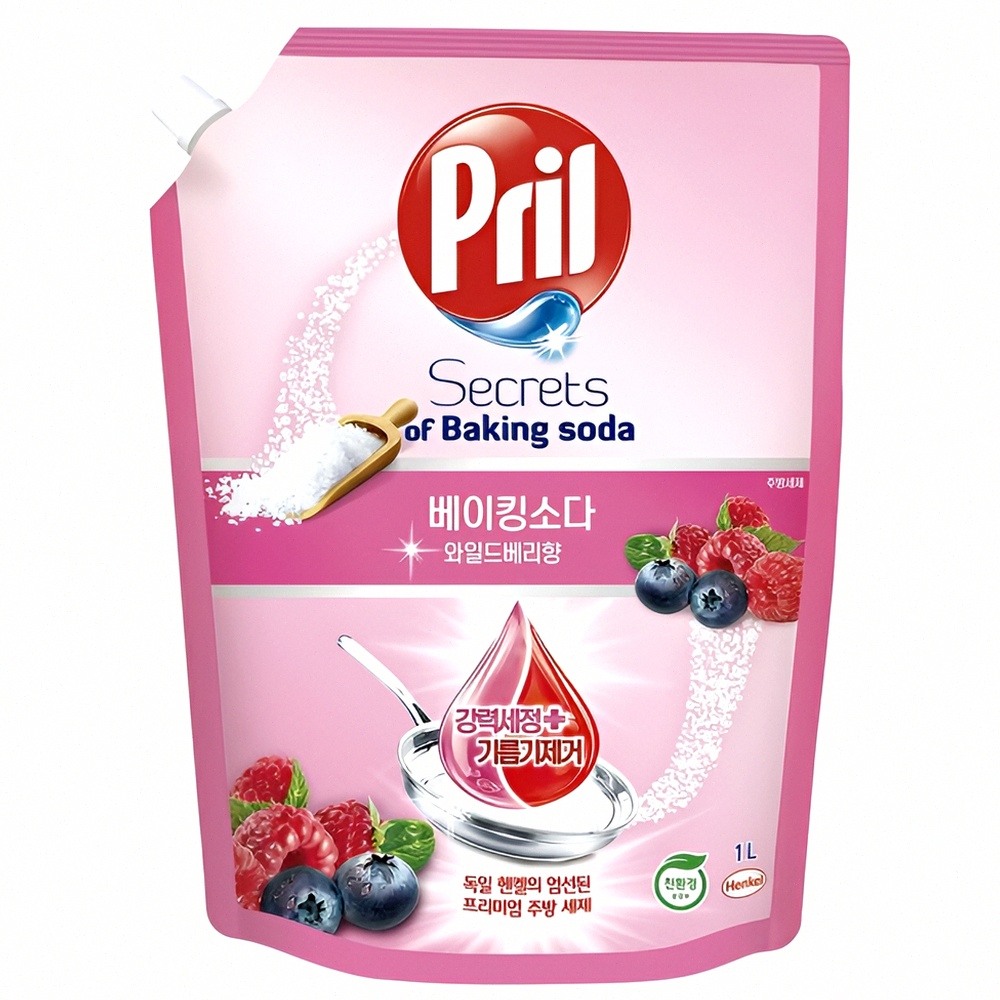 Pril
Secrets
of Baking soda
주방세제
베이킹소다
와일드베리향
강력세정+
기름기제거
독일 헨켈의 엄선된
프리미엄 주방 세제
친환경
1L
Henkel